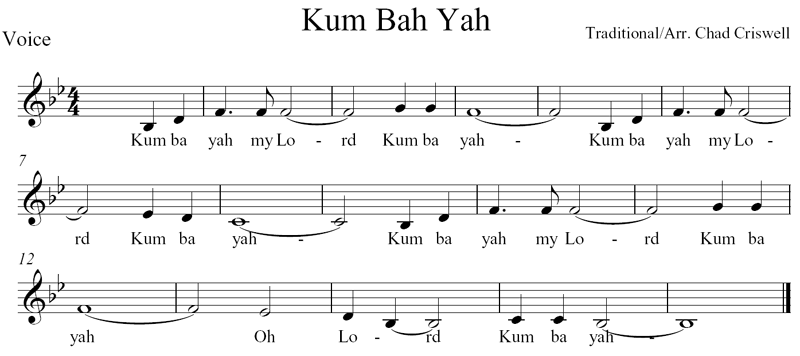 Kum Bah Yah
Voice
Traditional/Arr. Chad Criswell
4
4
Kum ba yah my Lo - rd Kum ba yah - Kum ba yah my Lo -
7
rd Kum ba yah - Kum ba yah my Lo - rd Kum ba
12
yah Oh Lo - rd Kum ba yah -